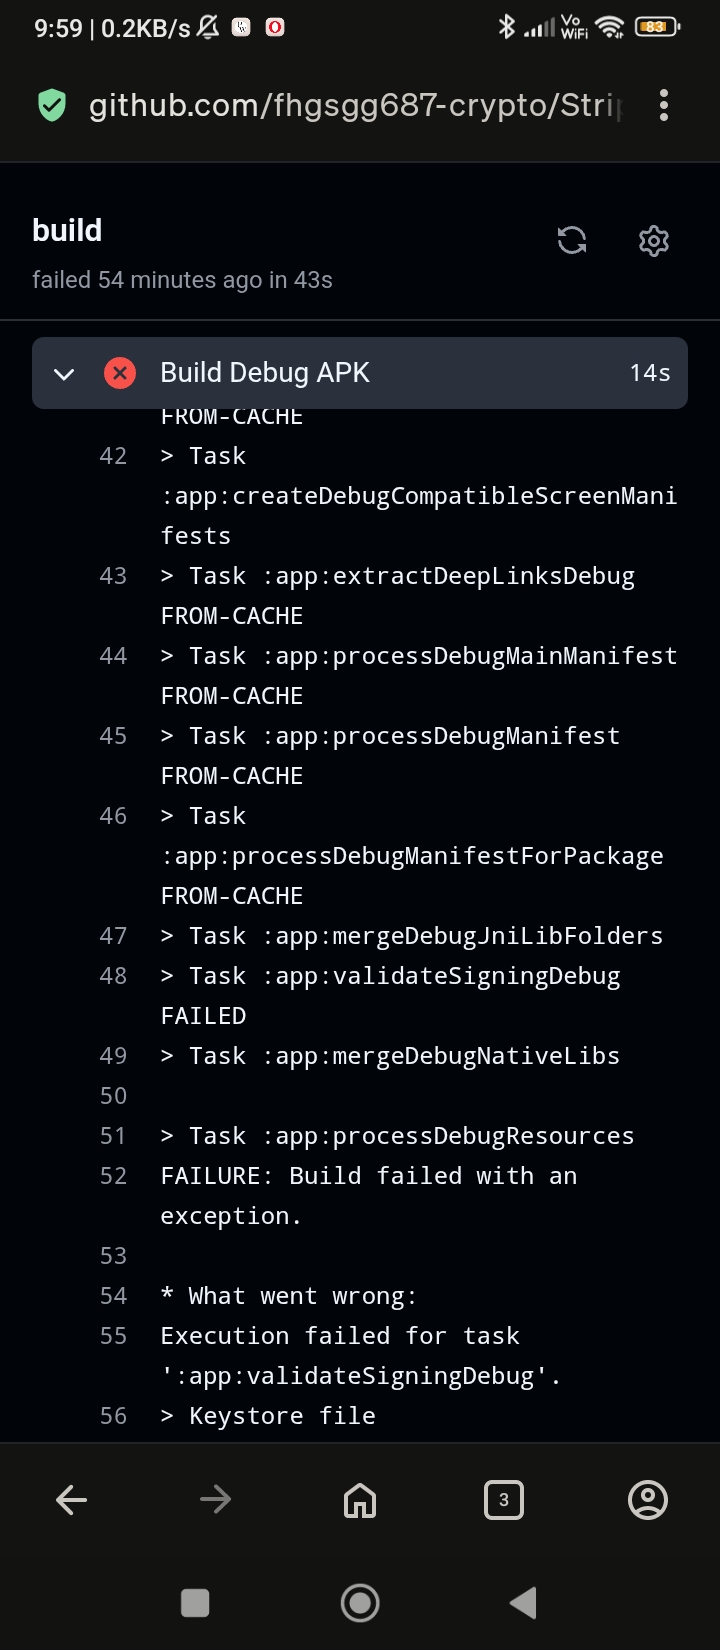 9:59 | 0.2KB/s
Vo
WiFi
83
github.com/fhgsgg687-crypto/Strip
build
failed 54 minutes ago in 43s
Build Debug APK 14s
FROM-CACHE
42 > Task
:app:createDebugCompatibleScreenMani
fests
43 > Task :app:extractDeepLinksDebug
FROM-CACHE
44 > Task :app:processDebugMainManifest
FROM-CACHE
45 > Task :app:processDebugManifest
FROM-CACHE
46 > Task
:app:processDebugManifestForPackage
FROM-CACHE
47 > Task :app:mergeDebugJniLibFolders
48 > Task :app:validateSigningDebug
FAILED
49 > Task :app:mergeDebugNativeLibs
50
51 > Task :app:processDebugResources
52 FAILURE: Build failed with an
exception.
53
54 * What went wrong:
55 Execution failed for task
':app:validateSigningDebug'.
56 > Keystore file
3